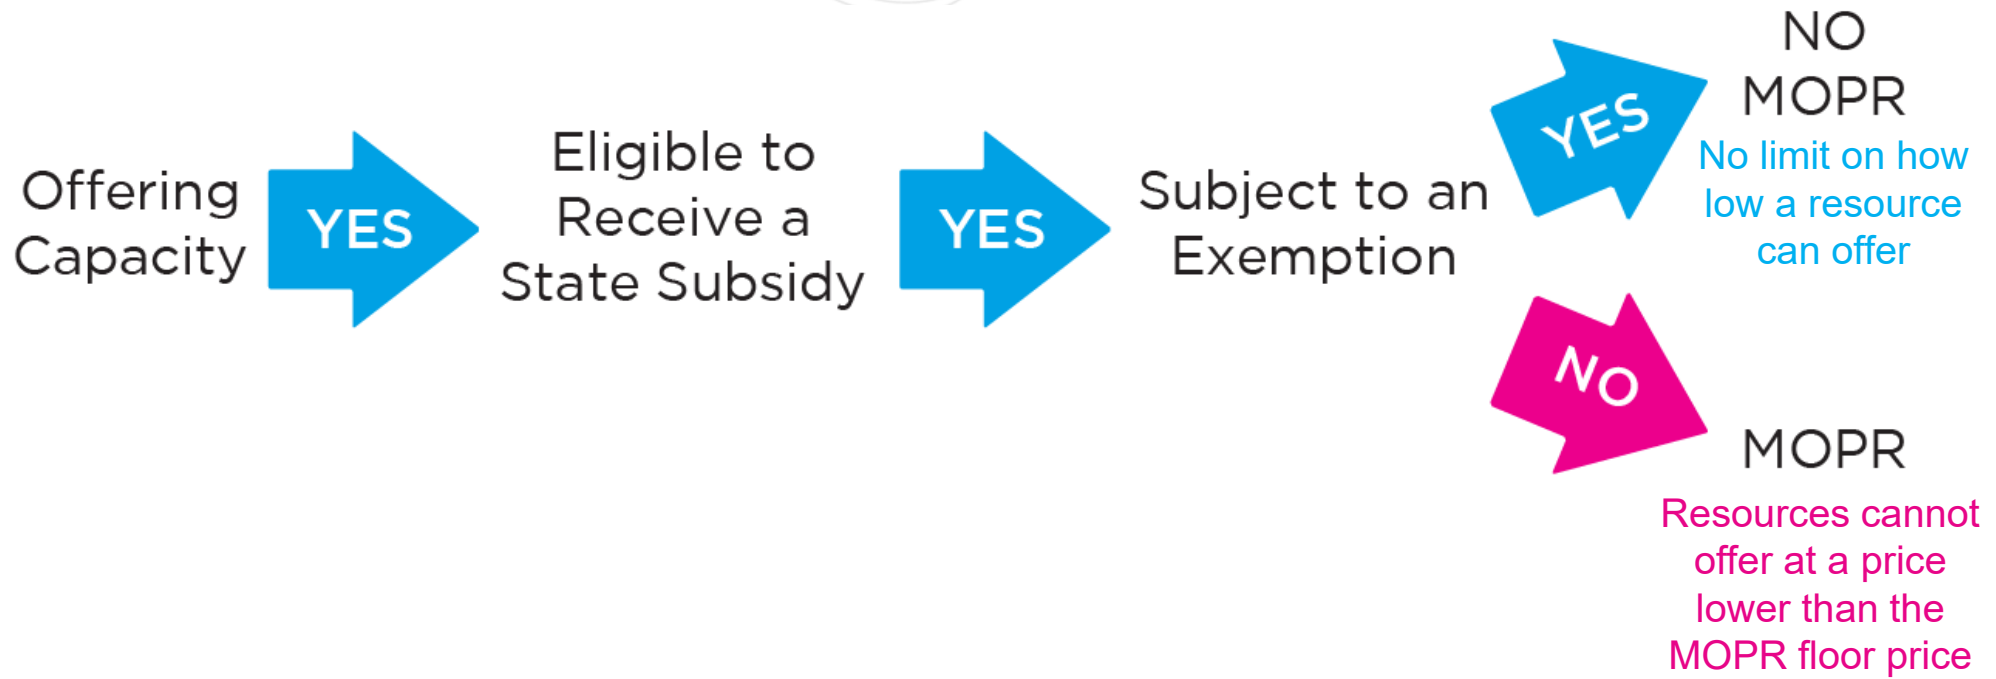 Offering
Capacity
YES
Eligible to
Receive a
State Subsidy
YES
Subject to an
Exemption
YES
NO
MOPR
No limit on how
low a resource
can offer
NO
MOPR
Resources cannot
offer at a price
lower than the
MOPR floor price